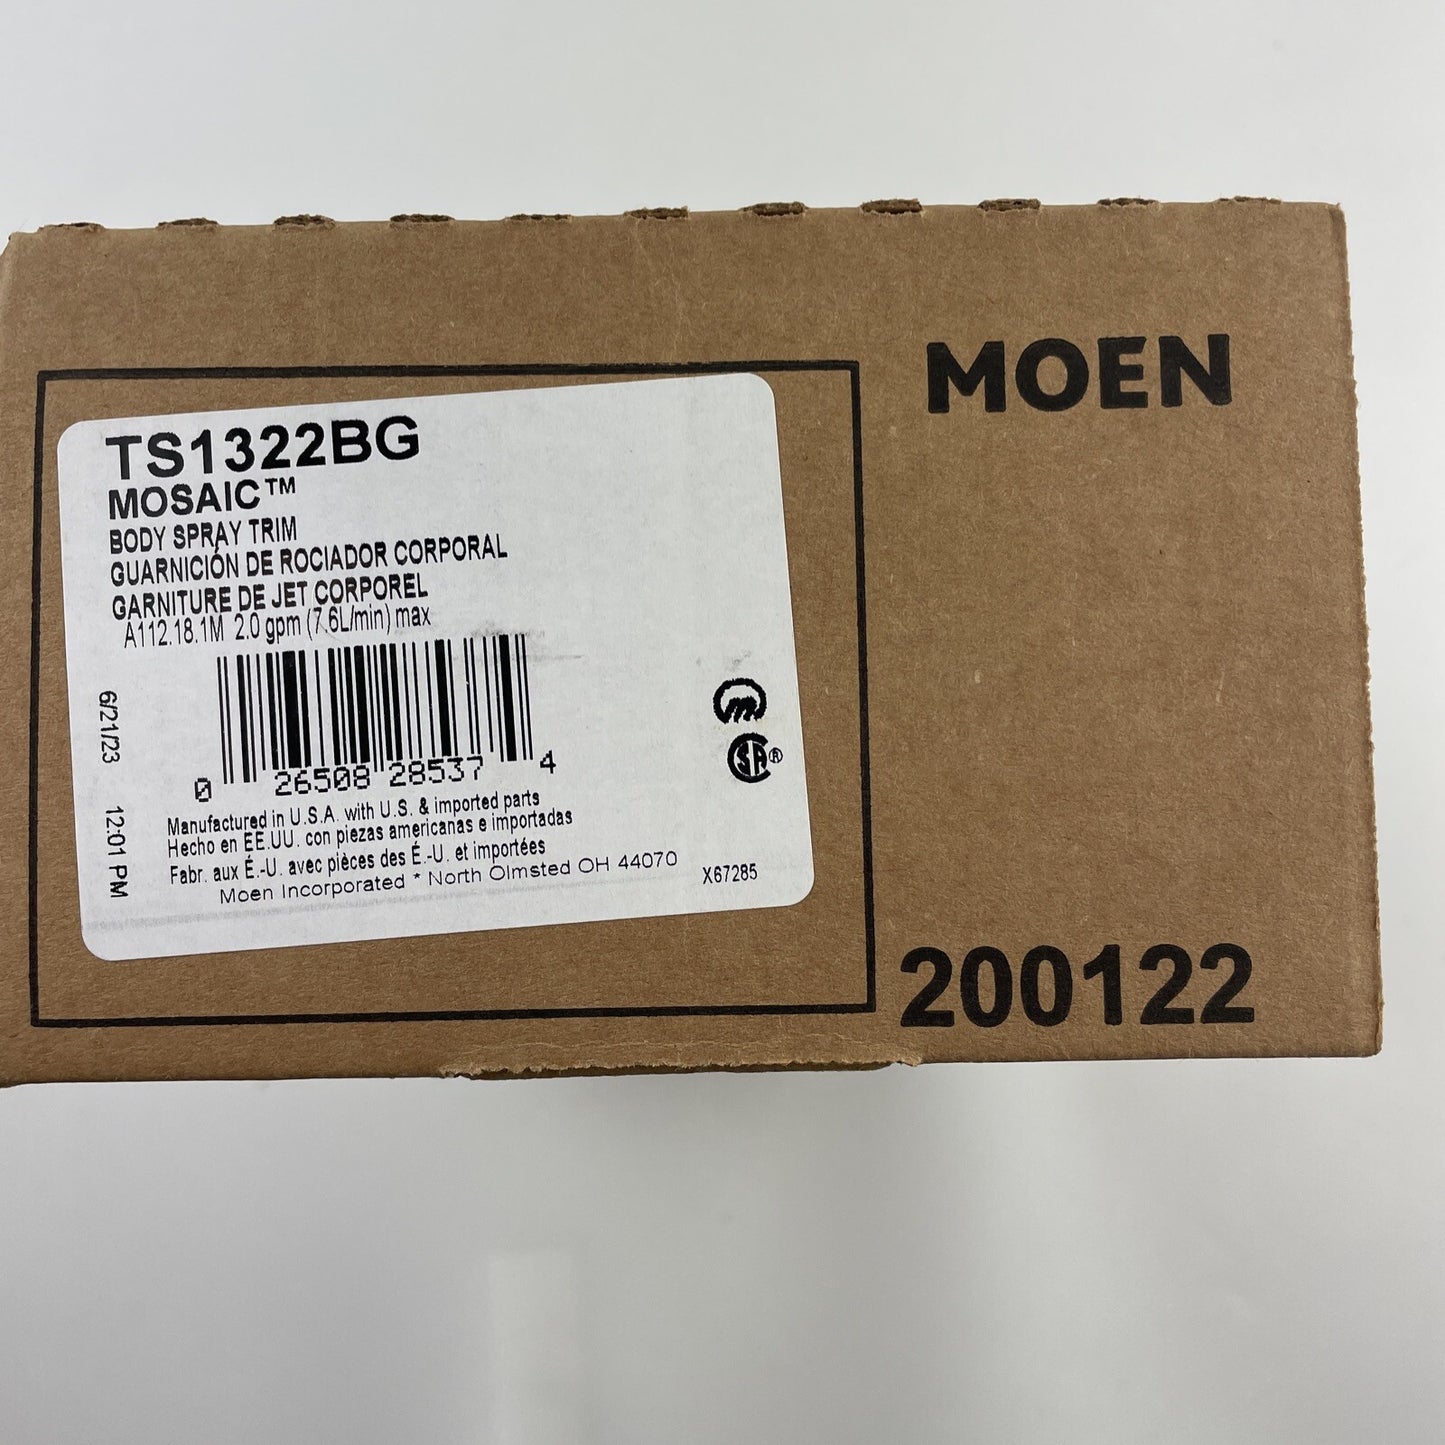 MOEN
TS1322BG
MOSAIC™
BODY SPRAY TRIM
GUARNICIÓN DE ROCIADOR CORPORAL
GARNITURE DE JET CORPOREL
A112.18.1M 2.0 gpm (7.6L/min) max
6/21/23 12:01 PM
0 26508 28537 4
SA®
Manufactured in U.S.A. with U.S. & imported parts
Hecho en EE.UU. con piezas americanas e importadas
Fabr. aux É.-U. avec pièces des É.-U. et importées
Moen Incorporated * North Olmsted OH 44070
X67285
200122